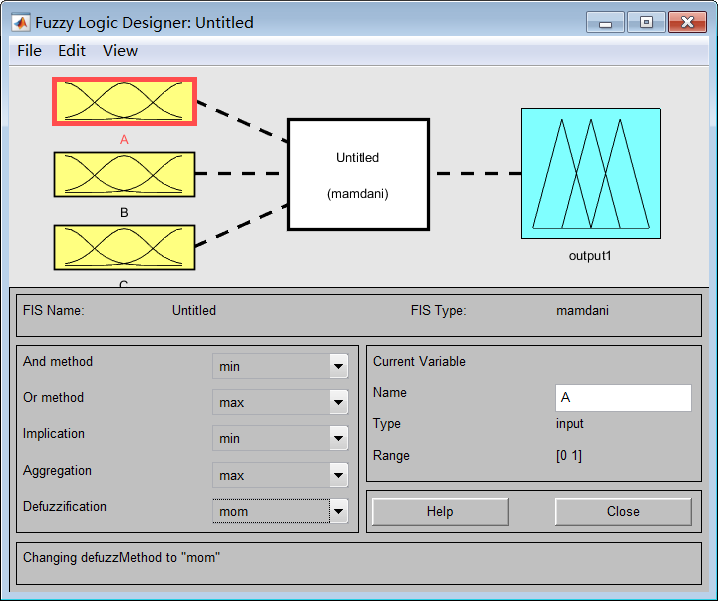 Fuzzy Logic Designer: Untitled
File Edit View
A
B
C
Untitled
(mamdani)
output1
FIS Name: Untitled FIS Type: mamdani
And method min
Or method max
Implication min
Aggregation max
Defuzzification mom
Current Variable
Name A
Type input
Range [0 1]
Help Close
Changing defuzzMethod to "mom"